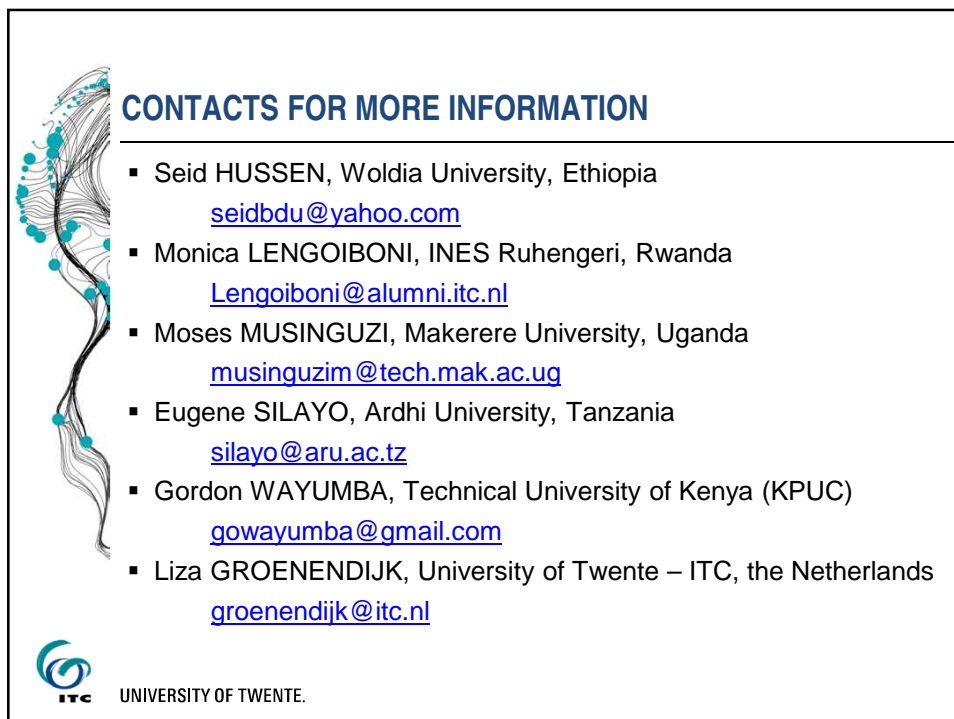 CONTACTS FOR MORE INFORMATION
▪ Seid HUSSEN, Woldia University, Ethiopia
seidbdu@yahoo.com
▪ Monica LENGOIBONI, INES Ruhengeri, Rwanda
Lengoiboni@alumni.itc.nl
▪ Moses MUSINGUZI, Makerere University, Uganda
musinguzim@tech.mak.ac.ug
▪ Eugene SILAYO, Ardhi University, Tanzania
silayo@aru.ac.tz
▪ Gordon WAYUMBA, Technical University of Kenya (KPUC)
gowayumba@gmail.com
▪ Liza GROENENDIJK, University of Twente – ITC, the Netherlands
groenendijk@itc.nl
ITC
UNIVERSITY OF TWENTE.